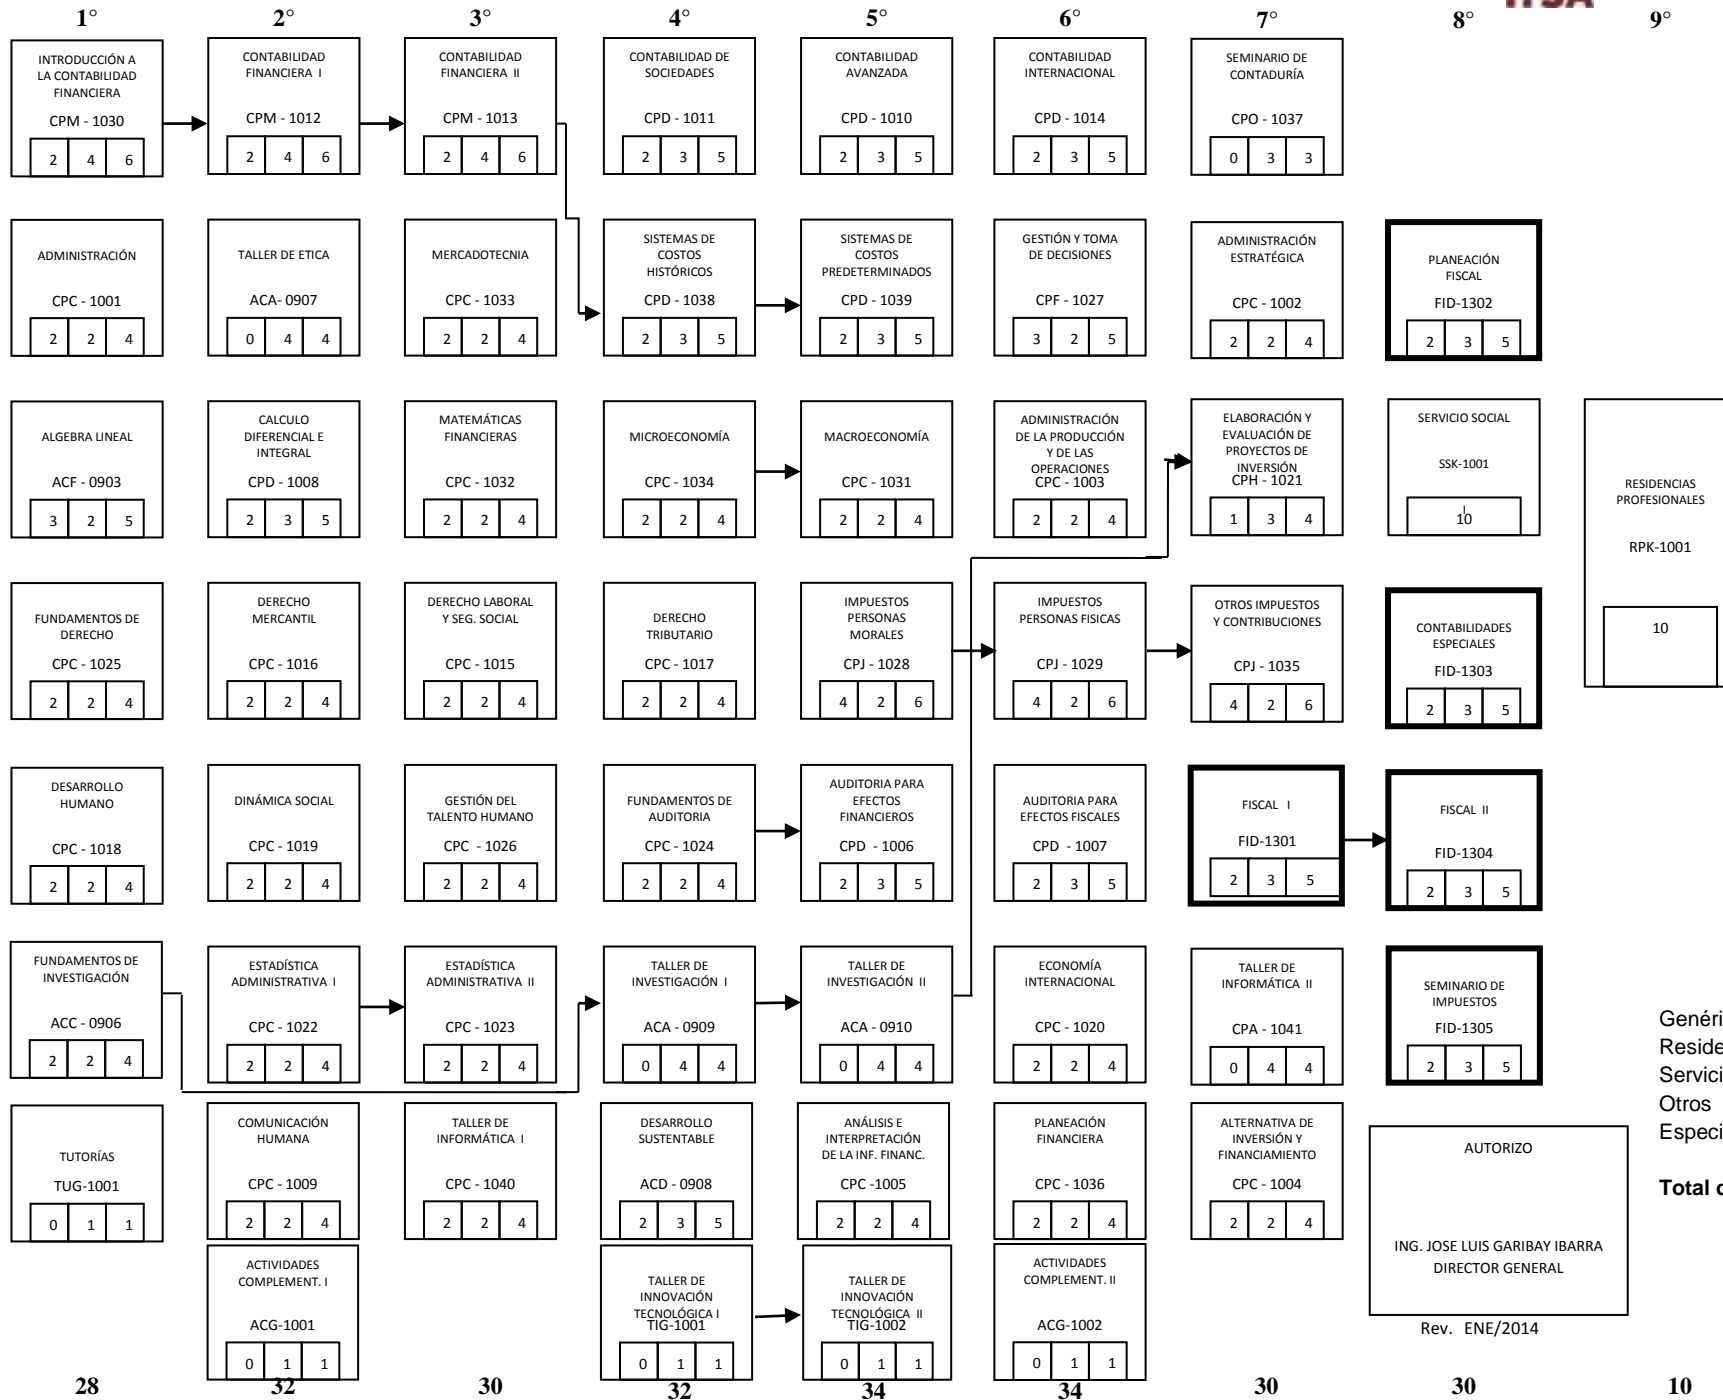 1°
2°
3°
4°
5°
6°
7°
8°
9°
INTRODUCCIÓN A
LA CONTABILIDAD
FINANCIERA
CPM - 1030
2 4 6
CONTABILIDAD
FINANCIERA I
CPM - 1012
2 4 6
CONTABILIDAD
FINANCIERA II
CPM - 1013
2 4 6
CONTABILIDAD DE
SOCIEDADES
CPD - 1011
2 3 5
CONTABILIDAD
AVANZADA
CPD - 1010
2 3 5
CONTABILIDAD
INTERNACIONAL
CPD - 1014
2 3 5
SEMINARIO DE
CONTADURÍA
CPO - 1037
0 3 3
ADMINISTRACIÓN
CPC - 1001
2 2 4
TALLER DE ETICA
ACA- 0907
0 4 4
MERCADOTECNIA
CPC - 1033
2 2 4
SISTEMAS DE
COSTOS
HISTÓRICOS
CPD - 1038
2 3 5
SISTEMAS DE
COSTOS
PREDETERMINADOS
CPD - 1039
2 3 5
GESTIÓN Y TOMA
DE DECISIONES
CPF - 1027
3 2 5
ADMINISTRACIÓN
ESTRATÉGICA
CPC - 1002
2 2 4
PLANEACIÓN
FISCAL
FID-1302
2 3 5
ALGEBRA LINEAL
ACF - 0903
3 2 5
CALCULO
DIFERENCIAL E
INTEGRAL
CPD - 1008
2 3 5
MATEMÁTICAS
FINANCIERAS
CPC - 1032
2 2 4
MICROECONOMÍA
CPC - 1034
2 2 4
MACROECONOMÍA
CPC - 1031
2 2 4
ADMINISTRACIÓN
DE LA PRODUCCIÓN
Y DE LAS
OPERACIONES
CPC - 1003
2 2 4
ELABORACIÓN Y
EVALUACIÓN DE
PROYECTOS DE
INVERSIÓN
CPH - 1021
1 3 4
SERVICIO SOCIAL
SSK-1001
10
RESIDENCIAS
PROFESIONALES
RPK-1001
10
FUNDAMENTOS DE
DERECHO
CPC - 1025
2 2 4
DERECHO
MERCANTIL
CPC - 1016
2 2 4
DERECHO LABORAL
Y SEG. SOCIAL
CPC - 1015
2 2 4
DERECHO
TRIBUTARIO
CPC - 1017
2 2 4
IMPUESTOS
PERSONAS
MORALES
CPJ - 1028
4 2 6
IMPUESTOS
PERSONAS FISICAS
CPJ - 1029
4 2 6
OTROS IMPUESTOS
Y CONTRIBUCIONES
CPJ - 1035
4 2 6
CONTABILIDADES
ESPECIALES
FID-1303
2 3 5
DESARROLLO
HUMANO
CPC - 1018
2 2 4
DINÁMICA SOCIAL
CPC - 1019
2 2 4
GESTIÓN DEL
TALENTO HUMANO
CPC - 1026
2 2 4
FUNDAMENTOS DE
AUDITORIA
CPC - 1024
2 2 4
AUDITORIA PARA
EFECTOS
FINANCIEROS
CPD - 1006
2 3 5
AUDITORIA PARA
EFECTOS FISCALES
CPD - 1007
2 3 5
FISCAL I
FID-1301
2 3 5
FISCAL II
FID-1304
2 3 5
FUNDAMENTOS DE
INVESTIGACIÓN
ACC - 0906
2 2 4
ESTADÍSTICA
ADMINISTRATIVA I
CPC - 1022
2 2 4
ESTADÍSTICA
ADMINISTRATIVA II
CPC - 1023
2 2 4
TALLER DE
INVESTIGACIÓN I
ACA - 0909
0 4 4
TALLER DE
INVESTIGACIÓN II
ACA - 0910
0 4 4
ECONOMÍA
INTERNACIONAL
CPC - 1020
2 2 4
TALLER DE
INFORMÁTICA II
CPA - 1041
0 4 4
SEMINARIO DE
IMPUESTOS
FID-1305
2 3 5
TUTORÍAS
TUG-1001
0 1 1
COMUNICACIÓN
HUMANA
CPC - 1009
2 2 4
TALLER DE
INFORMÁTICA I
CPC - 1040
2 2 4
DESARROLLO
SUSTENTABLE
ACD - 0908
2 3 5
ANÁLISIS E
INTERPRETACIÓN
DE LA INF. FINANC.
CPC -1005
2 2 4
PLANEACIÓN
FINANCIERA
CPC - 1036
2 2 4
ALTERNATIVA DE
INVERSIÓN Y
FINANCIAMIENTO
CPC - 1004
2 2 4
ACTIVIDADES
COMPLEMENT. I
ACG-1001
0 1 1
TALLER DE
INNOVACIÓN
TECNOLÓGICA I
TIG-1001
0 1 1
TALLER DE
INNOVACIÓN
TECNOLÓGICA II
TIG-1002
0 1 1
ACTIVIDADES
COMPLEMENT. II
ACG-1002
0 1 1
AUTORIZO
ING. JOSE LUIS GARIBAY IBARRA
DIRECTOR GENERAL
Rev. ENE/2014
Genéri
Reside
Servici
Otros
Especi
Total
28
32
30
32
34
34
30
30
10